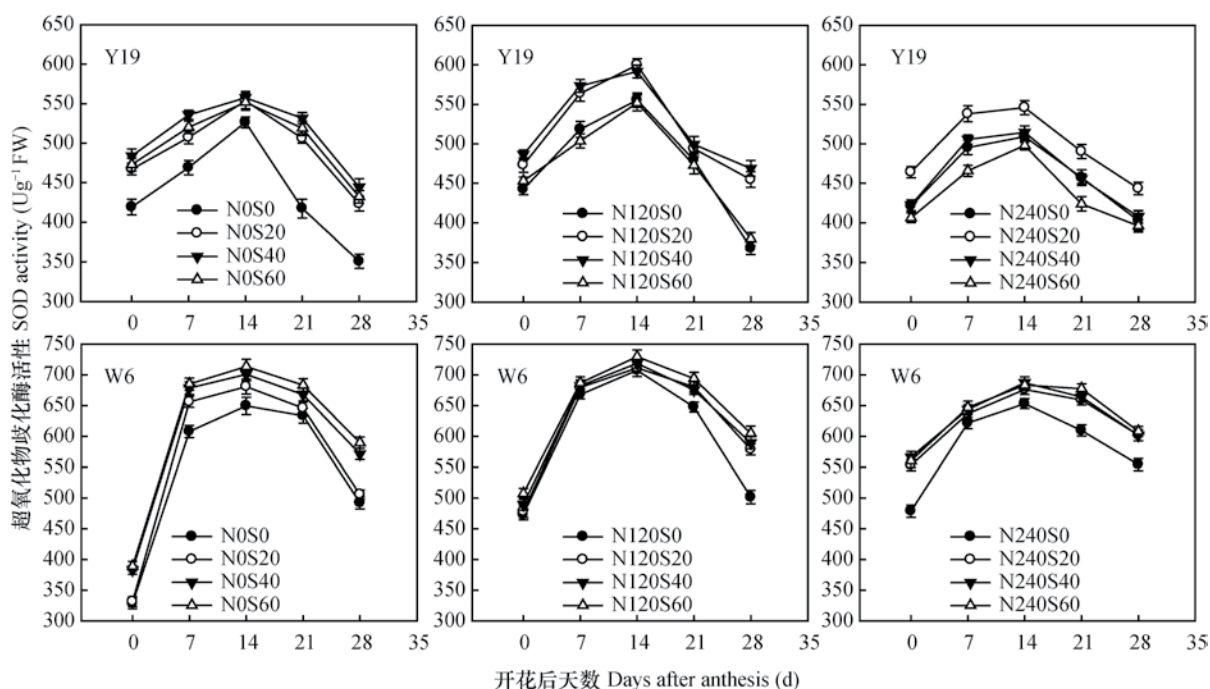 超氧化物歧化酶活性 SOD activity (Ug⁻¹ FW)
650
600
550
500
450
400
350
300
Y19
N0S0
N0S20
N0S40
N0S60
0 7 14 21 28 35
650
600
550
500
450
400
350
300
Y19
N120S0
N120S20
N120S40
N120S60
0 7 14 21 28 35
650
600
550
500
450
400
350
300
Y19
N240S0
N240S20
N240S40
N240S60
0 7 14 21 28 35
750
700
650
600
550
500
450
400
350
300
W6
N0S0
N0S20
N0S40
N0S60
0 7 14 21 28 35
750
700
650
600
550
500
450
400
350
300
W6
N120S0
N120S20
N120S40
N120S60
0 7 14 21 28 35
750
700
650
600
550
500
450
400
350
300
W6
N240S0
N240S20
N240S40
N240S60
0 7 14 21 28 35
开花后天数 Days after anthesis (d)